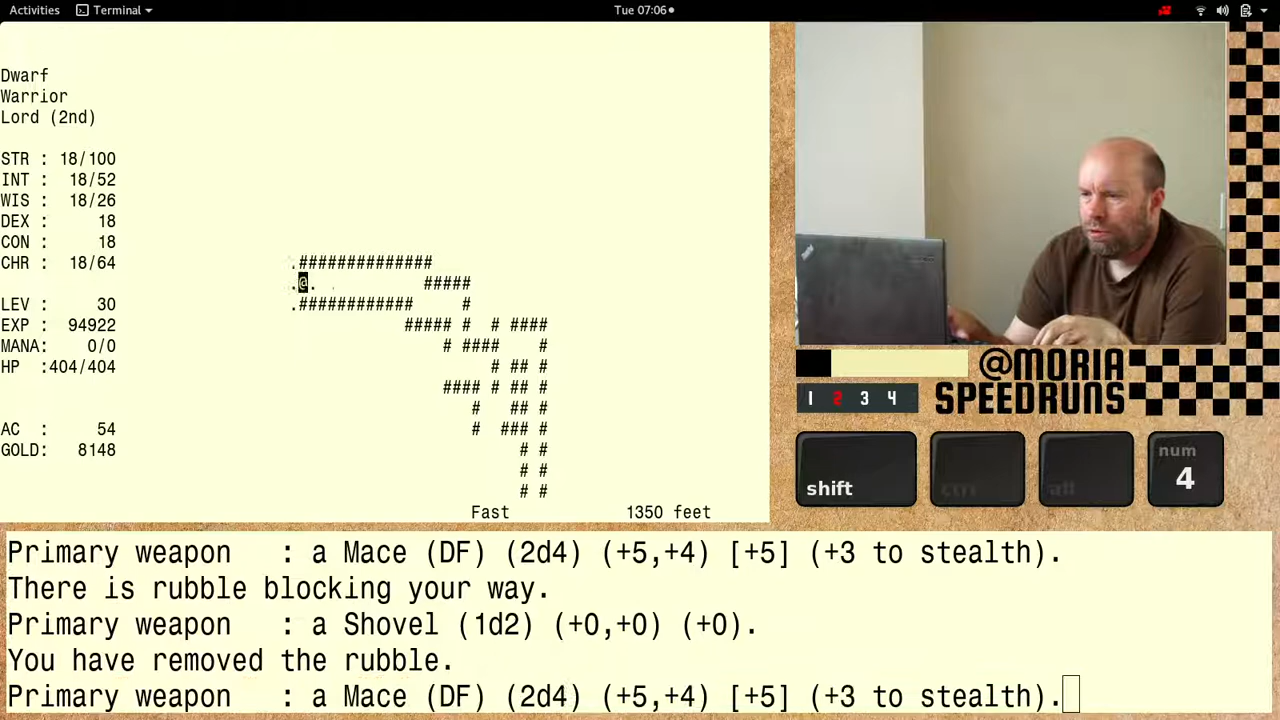 Activities Terminal Tue 07:06
Dwarf
Warrior
Lord (2nd)
STR : 18/100
INT : 18/52
WIS : 18/26
DEX 18
CON : 18
CHR : 18/64
LEV : 30
EXP : 94922
MANA: 0/0
HP :404/404
AC : 54
GOLD: 8148
.##############
.@. . #####
.############ #
##### # # ####
# #### #
# ## #
#### # ## #
# ## #
# ### #
# #
# #
# #
Fast 1350 feet
@MORIA
SPEEDRUNS
1 2 3 4
shift ctrl alt num 4
Primary weapon : a Mace (DF) (2d4) (+5,+4) [+5] (+3 to stealth).
There is rubble blocking your way.
Primary weapon : a Shovel (1d2) (+0,+0) (+0).
You have removed the rubble.
Primary weapon : a Mace (DF) (2d4) (+5,+4) [+5] (+3 to stealth).